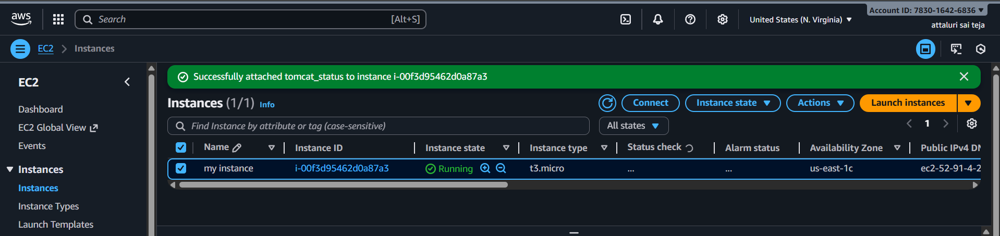 Account ID: 7830-1642-6836
aws
Search [Alt+S]
United States (N. Virginia)
attaluri sai teja
EC2 Instances
EC2
Dashboard
EC2 Global View
Events
Instances
Instances
Instance Types
Launch Templates
Successfully attached tomcat_status to instance i-00f3d95462d0a87a3
Instances (1/1) Info
Connect
Instance state
Actions
Launch instances
Find Instance by attribute or tag (case-sensitive)
All states
1
Name Instance ID Instance state Instance type Status check Alarm status Availability Zone Public IPv4 DN
my instance i-00f3d95462d0a87a3 Running t3.micro ... ... us-east-1c ec2-52-91-4-2